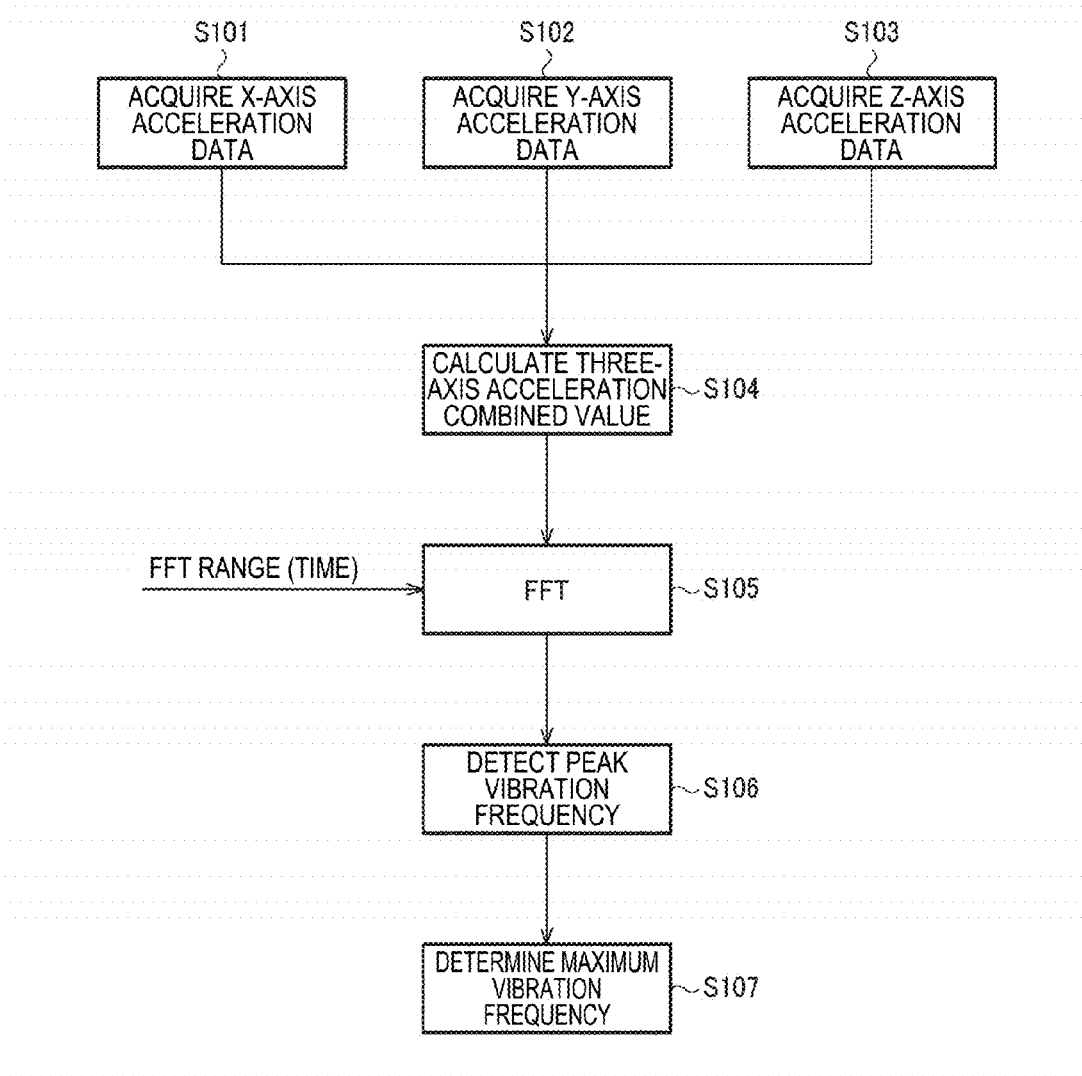 S101
S102
S103
ACQUIRE X-AXIS
ACCELERATION
DATA
ACQUIRE Y-AXIS
ACCELERATION
DATA
ACQUIRE Z-AXIS
ACCELERATION
DATA
CALCULATE THREE-
AXIS ACCELERATION
COMBINED VALUE
S104
FFT RANGE (TIME)
FFT
S105
DETECT PEAK
VIBRATION
FREQUENCY
S106
DETERMINE MAXIMUM
VIBRATION
FREQUENCY
S107